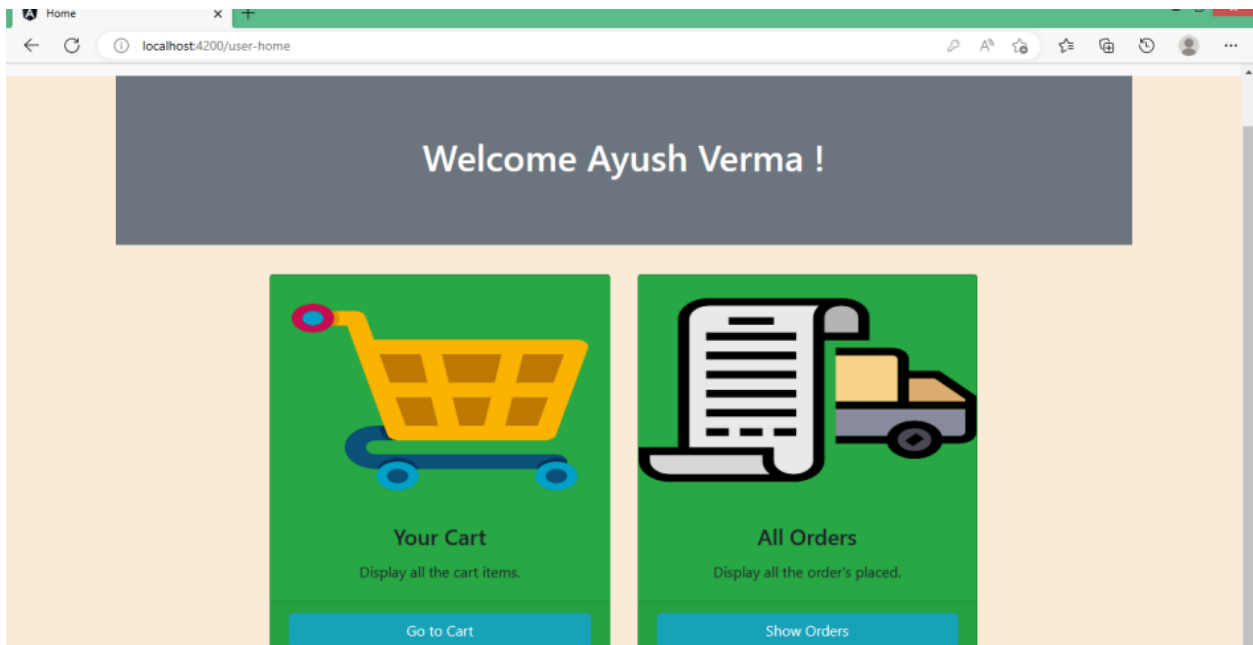 Home
localhost:4200/user-home
Welcome Ayush Verma !
Your Cart
Display all the cart items.
Go to Cart
All Orders
Display all the order's placed.
Show Orders